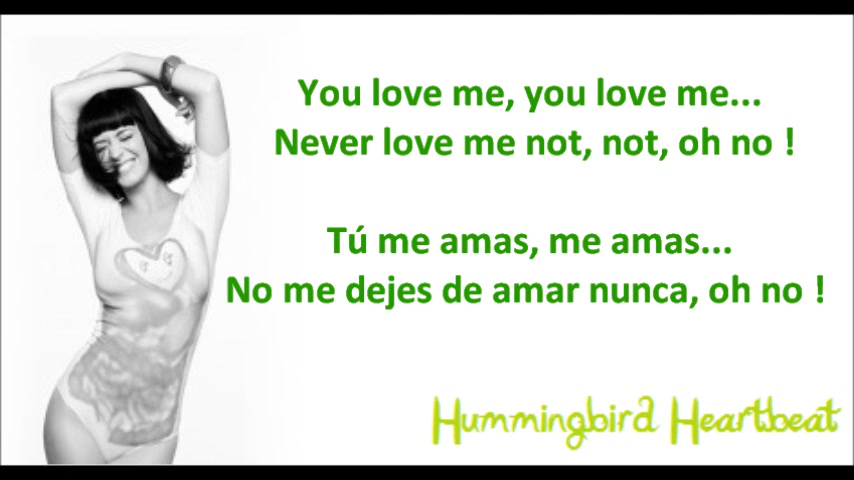 You love me, you love me...
Never love me not, not, oh no !
Tú me amas, me amas...
No me dejes de amar nunca, oh no !
Hummingbird Heartbeat